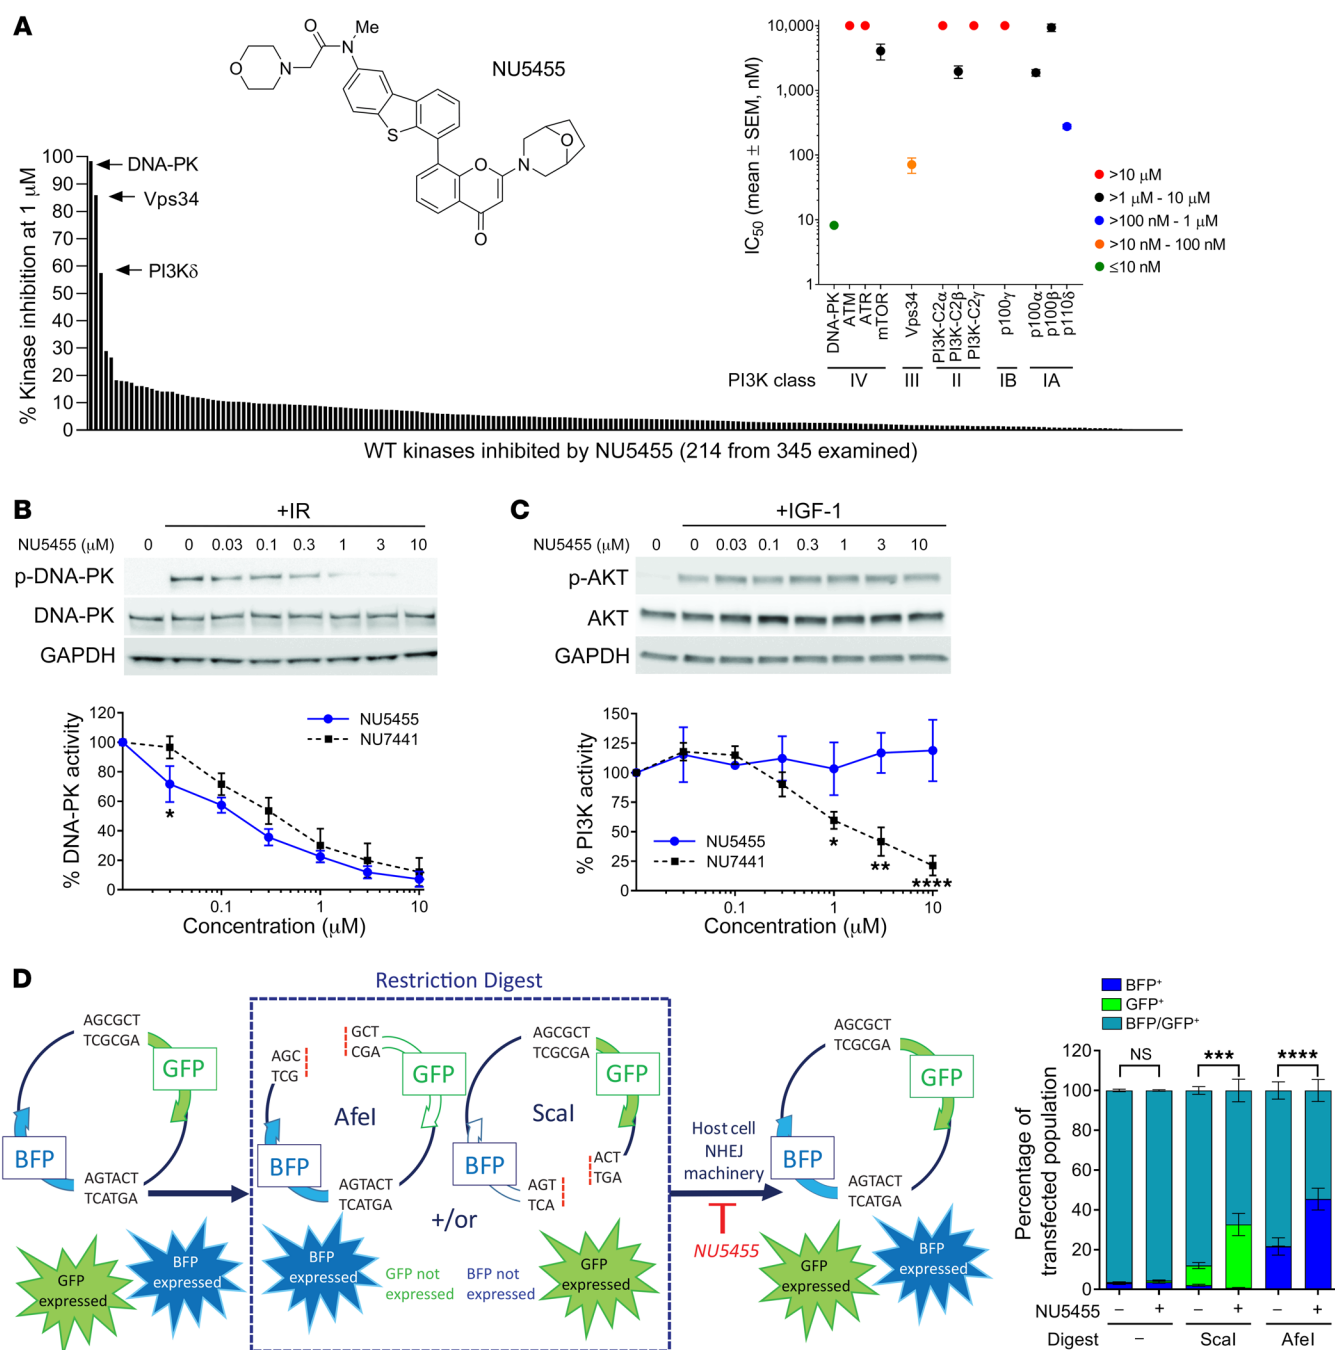 A
O
Me
N
O
N
NU5455
S
O
O
N
O
% Kinase inhibition at 1 µM
100
90
80
70
60
50
40
30
20
10
0
DNA-PK
Vps34
PI3Kδ
WT kinases inhibited by NU5455 (214 from 345 examined)
IC50 (mean ± SEM, nM)
10,000
1,000
100
10
1
>10 µM
>1 µM - 10 µM
>100 nM - 1 µM
>10 nM - 100 nM
≤10 nM
DNA-PK
ATM
ATR
mTOR
Vps34
PI3K-C2α
PI3K-C2β
PI3K-C2γ
p100γ
p100α
p100β
p110δ
PI3K class IV III II IB IA
B
+IR
NU5455 (µM) 0 0 0.03 0.1 0.3 1 3 10
p-DNA-PK
DNA-PK
GAPDH
% DNA-PK activity
120
100
80
60
40
20
0
NU5455
NU7441
*
0.1 1 10
Concentration (µM)
C
+IGF-1
NU5455 (µM) 0 0 0.03 0.1 0.3 1 3 10
p-AKT
AKT
GAPDH
% PI3K activity
150
125
100
75
50
25
0
NU5455
NU7441
*
**
****
0.1 1 10
Concentration (µM)
D
Restriction Digest
AGCGCT
TCGCGA
GFP
BFP
AGTACT
TCATGA
GFP
expressed
BFP
expressed
AGC
TCG
GCT
CGA
GFP
AfeI
BFP
AGTACT
TCATGA
BFP
expressed
GFP not
expressed
+/or
AGCGCT
TCGCGA
GFP
ScaI
BFP
ACT
TGA
AGT
TCA
BFP not
expressed
GFP
expressed
Host cell
NHEJ
machinery
NU5455
AGCGCT
TCGCGA
GFP
BFP
AGTACT
TCATGA
GFP
expressed
BFP
expressed
BFP+
GFP+
BFP/GFP+
Percentage of
transfected population
120
100
80
60
40
20
0
NS
***
****
NU5455 – + – + – +
Digest – ScaI AfeI